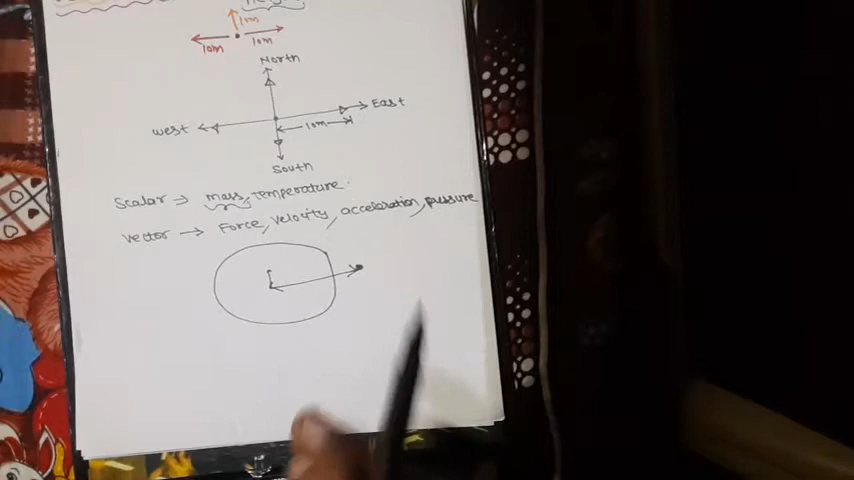 10m
10m 10m
North
West East
10m
South
Scalar → mass, temperature.
Vector → Force, velocity, acceleration, pressure